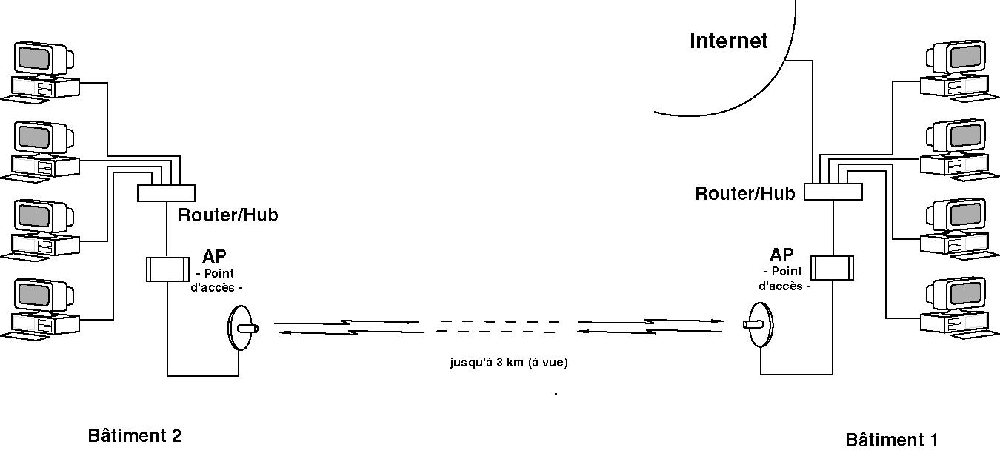 Internet
Router/Hub
Router/Hub
AP
- Point
d'accès -
AP
- Point
d'accès -
jusqu'à 3 km (à vue)
Bâtiment 2
Bâtiment 1